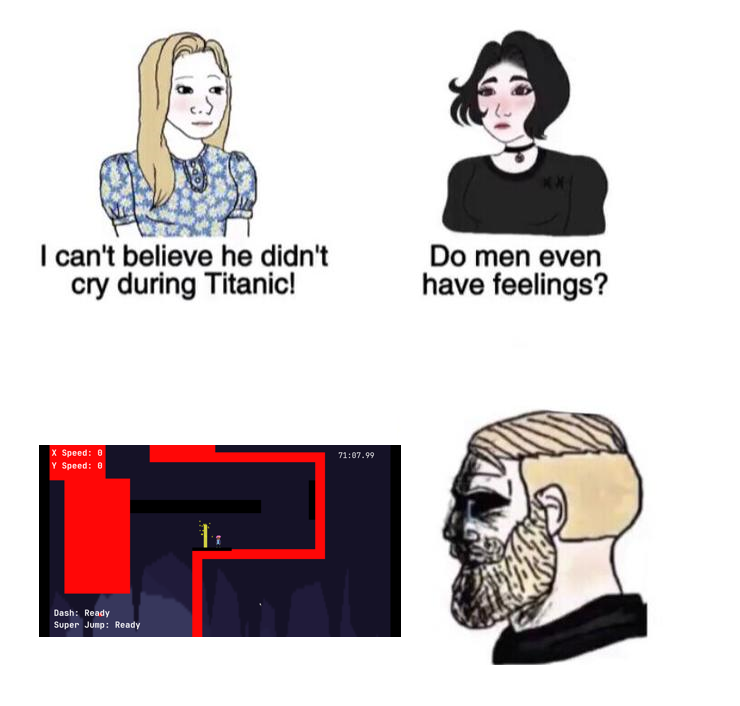 I can't believe he didn't
cry during Titanic!
Do men even
have feelings?
X Speed: 0
Y Speed: 0
71:07.99
Dash: Ready
Super Jump: Ready